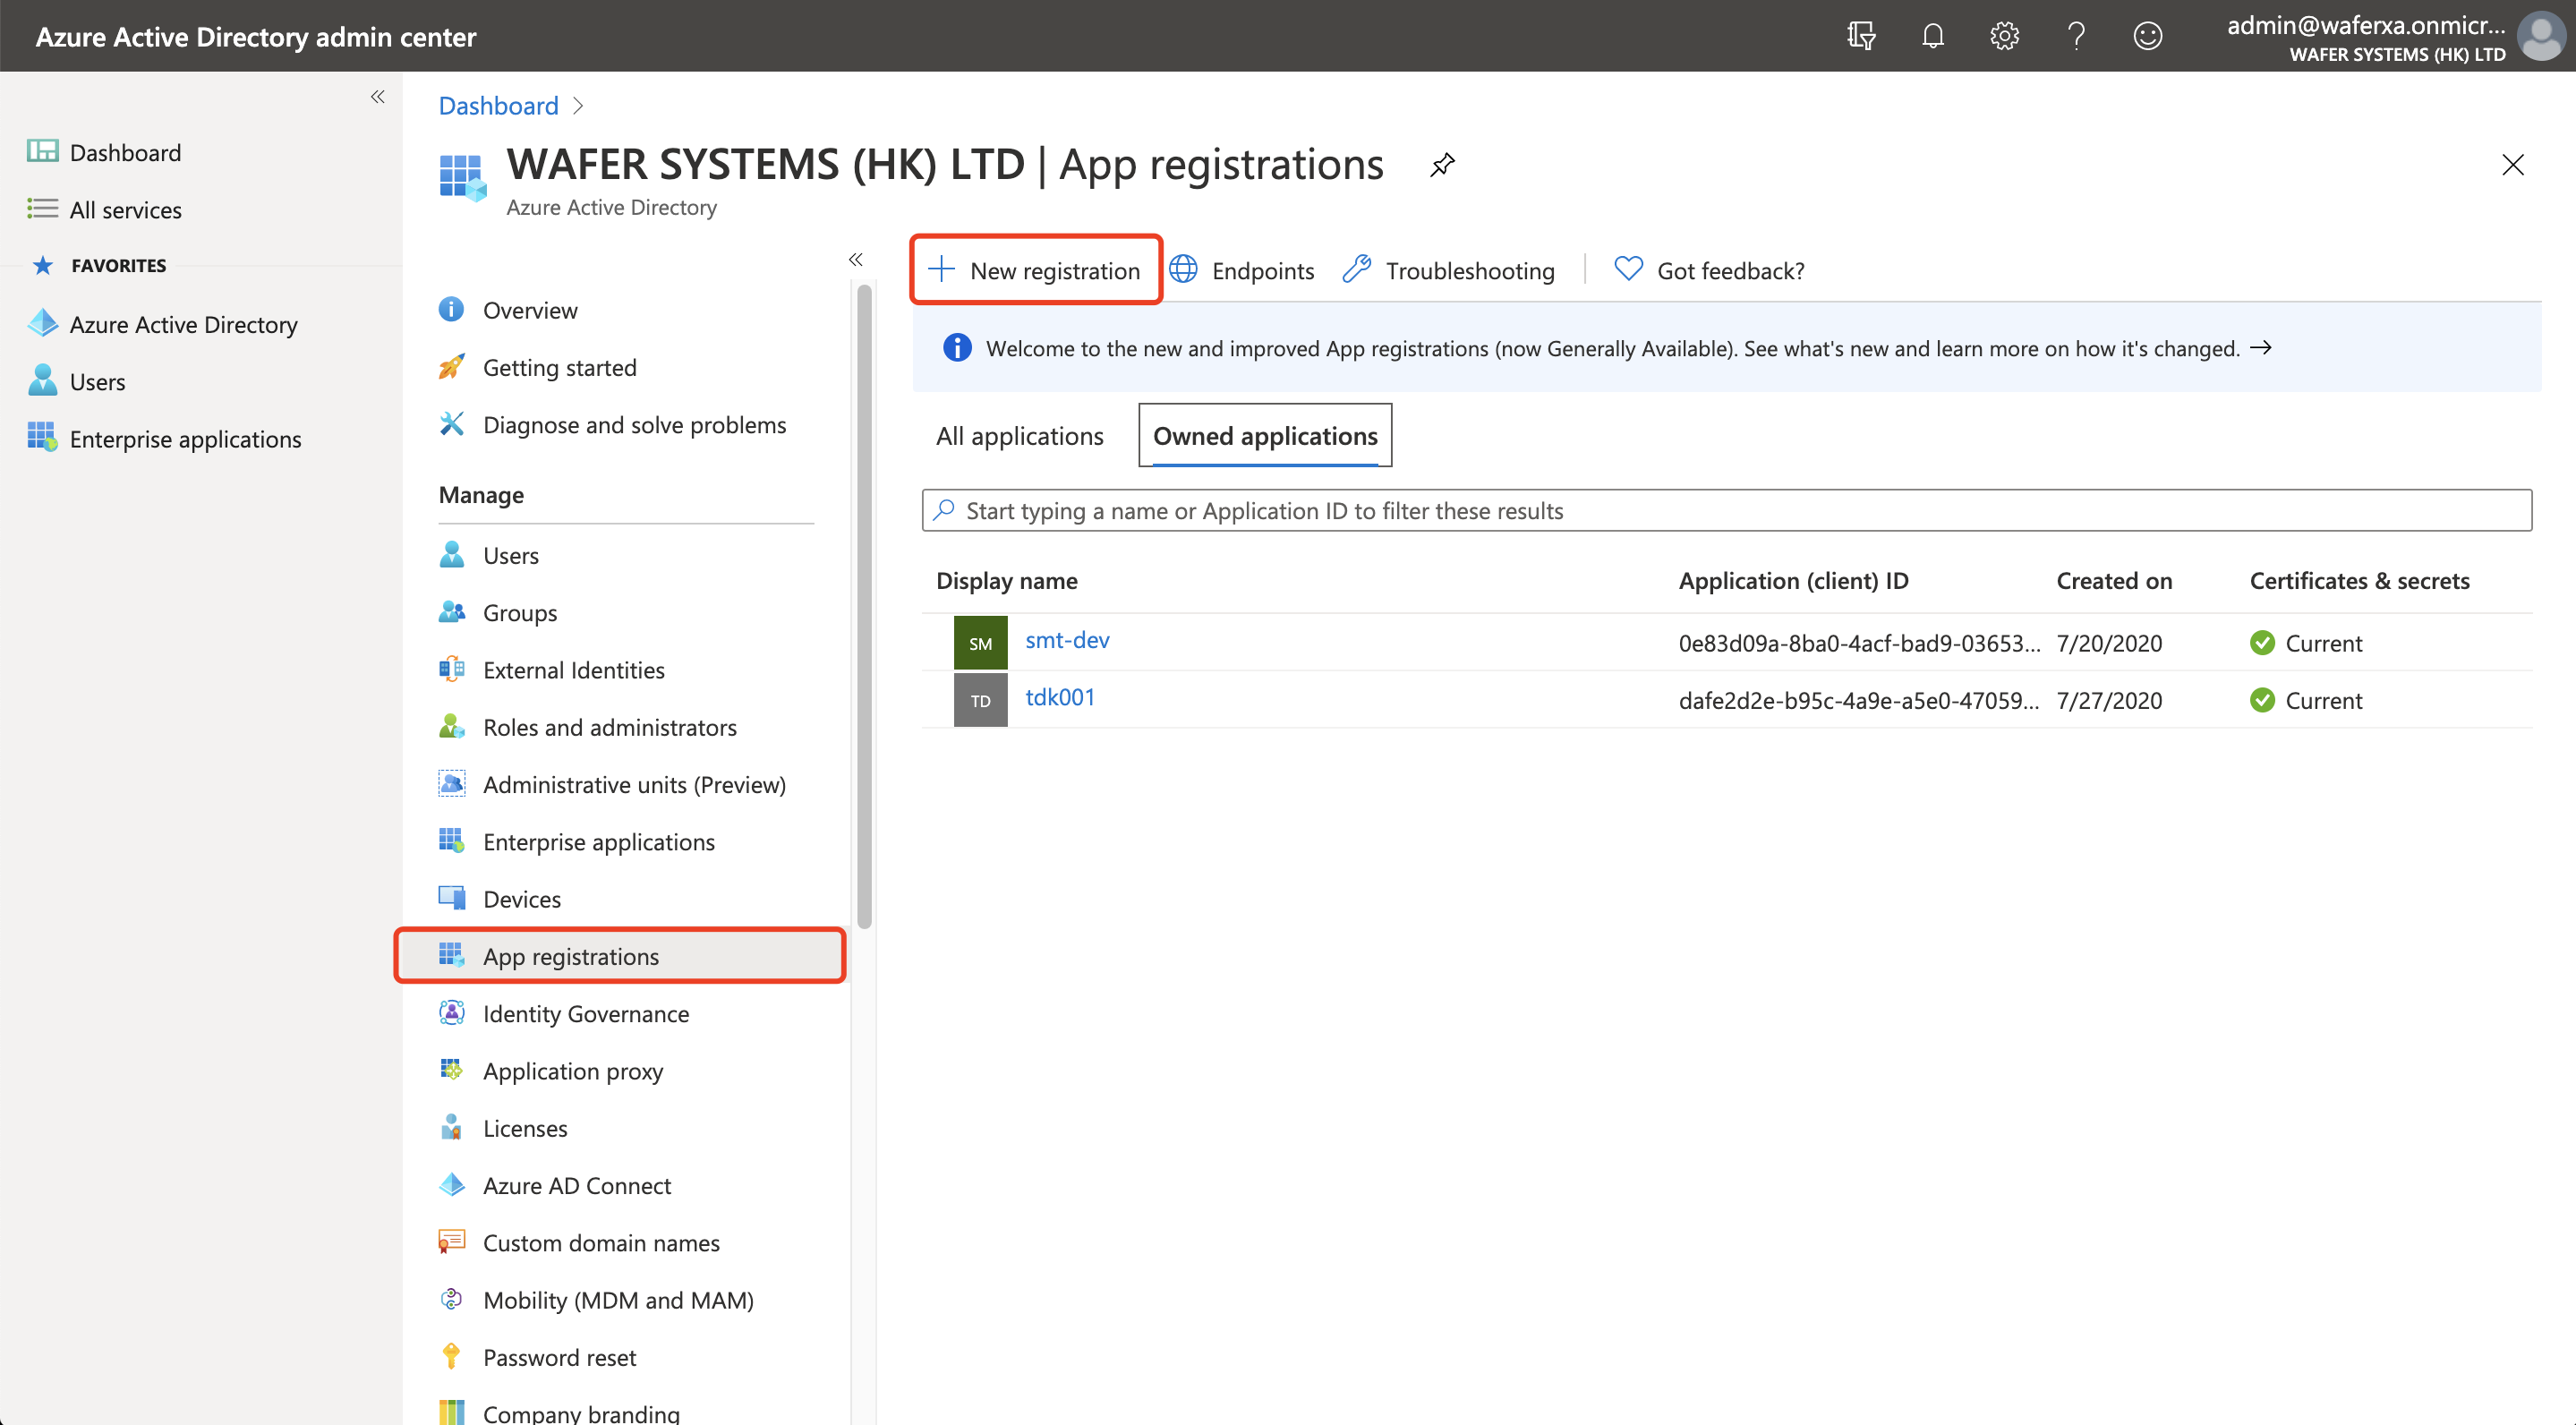 Azure Active Directory admin center
admin@waferxa.onmicr...
WAFER SYSTEMS (HK) LTD
Dashboard
All services
FAVORITES
Azure Active Directory
Users
Enterprise applications
Dashboard
WAFER SYSTEMS (HK) LTD | App registrations
Azure Active Directory
Overview
Getting started
Diagnose and solve problems
Manage
Users
Groups
External Identities
Roles and administrators
Administrative units (Preview)
Enterprise applications
Devices
App registrations
Identity Governance
Application proxy
Licenses
Azure AD Connect
Custom domain names
Mobility (MDM and MAM)
Password reset
Company branding
New registration Endpoints Troubleshooting Got feedback?
Welcome to the new and improved App registrations (now Generally Available). See what's new and learn more on how it's changed. →
All applications Owned applications
Start typing a name or Application ID to filter these results
Display name Application (client) ID Created on Certificates & secrets
SM smt-dev 0e83d09a-8ba0-4acf-bad9-03653... 7/20/2020 Current
TD tdk001 dafe2d2e-b95c-4a9e-a5e0-47059... 7/27/2020 Current